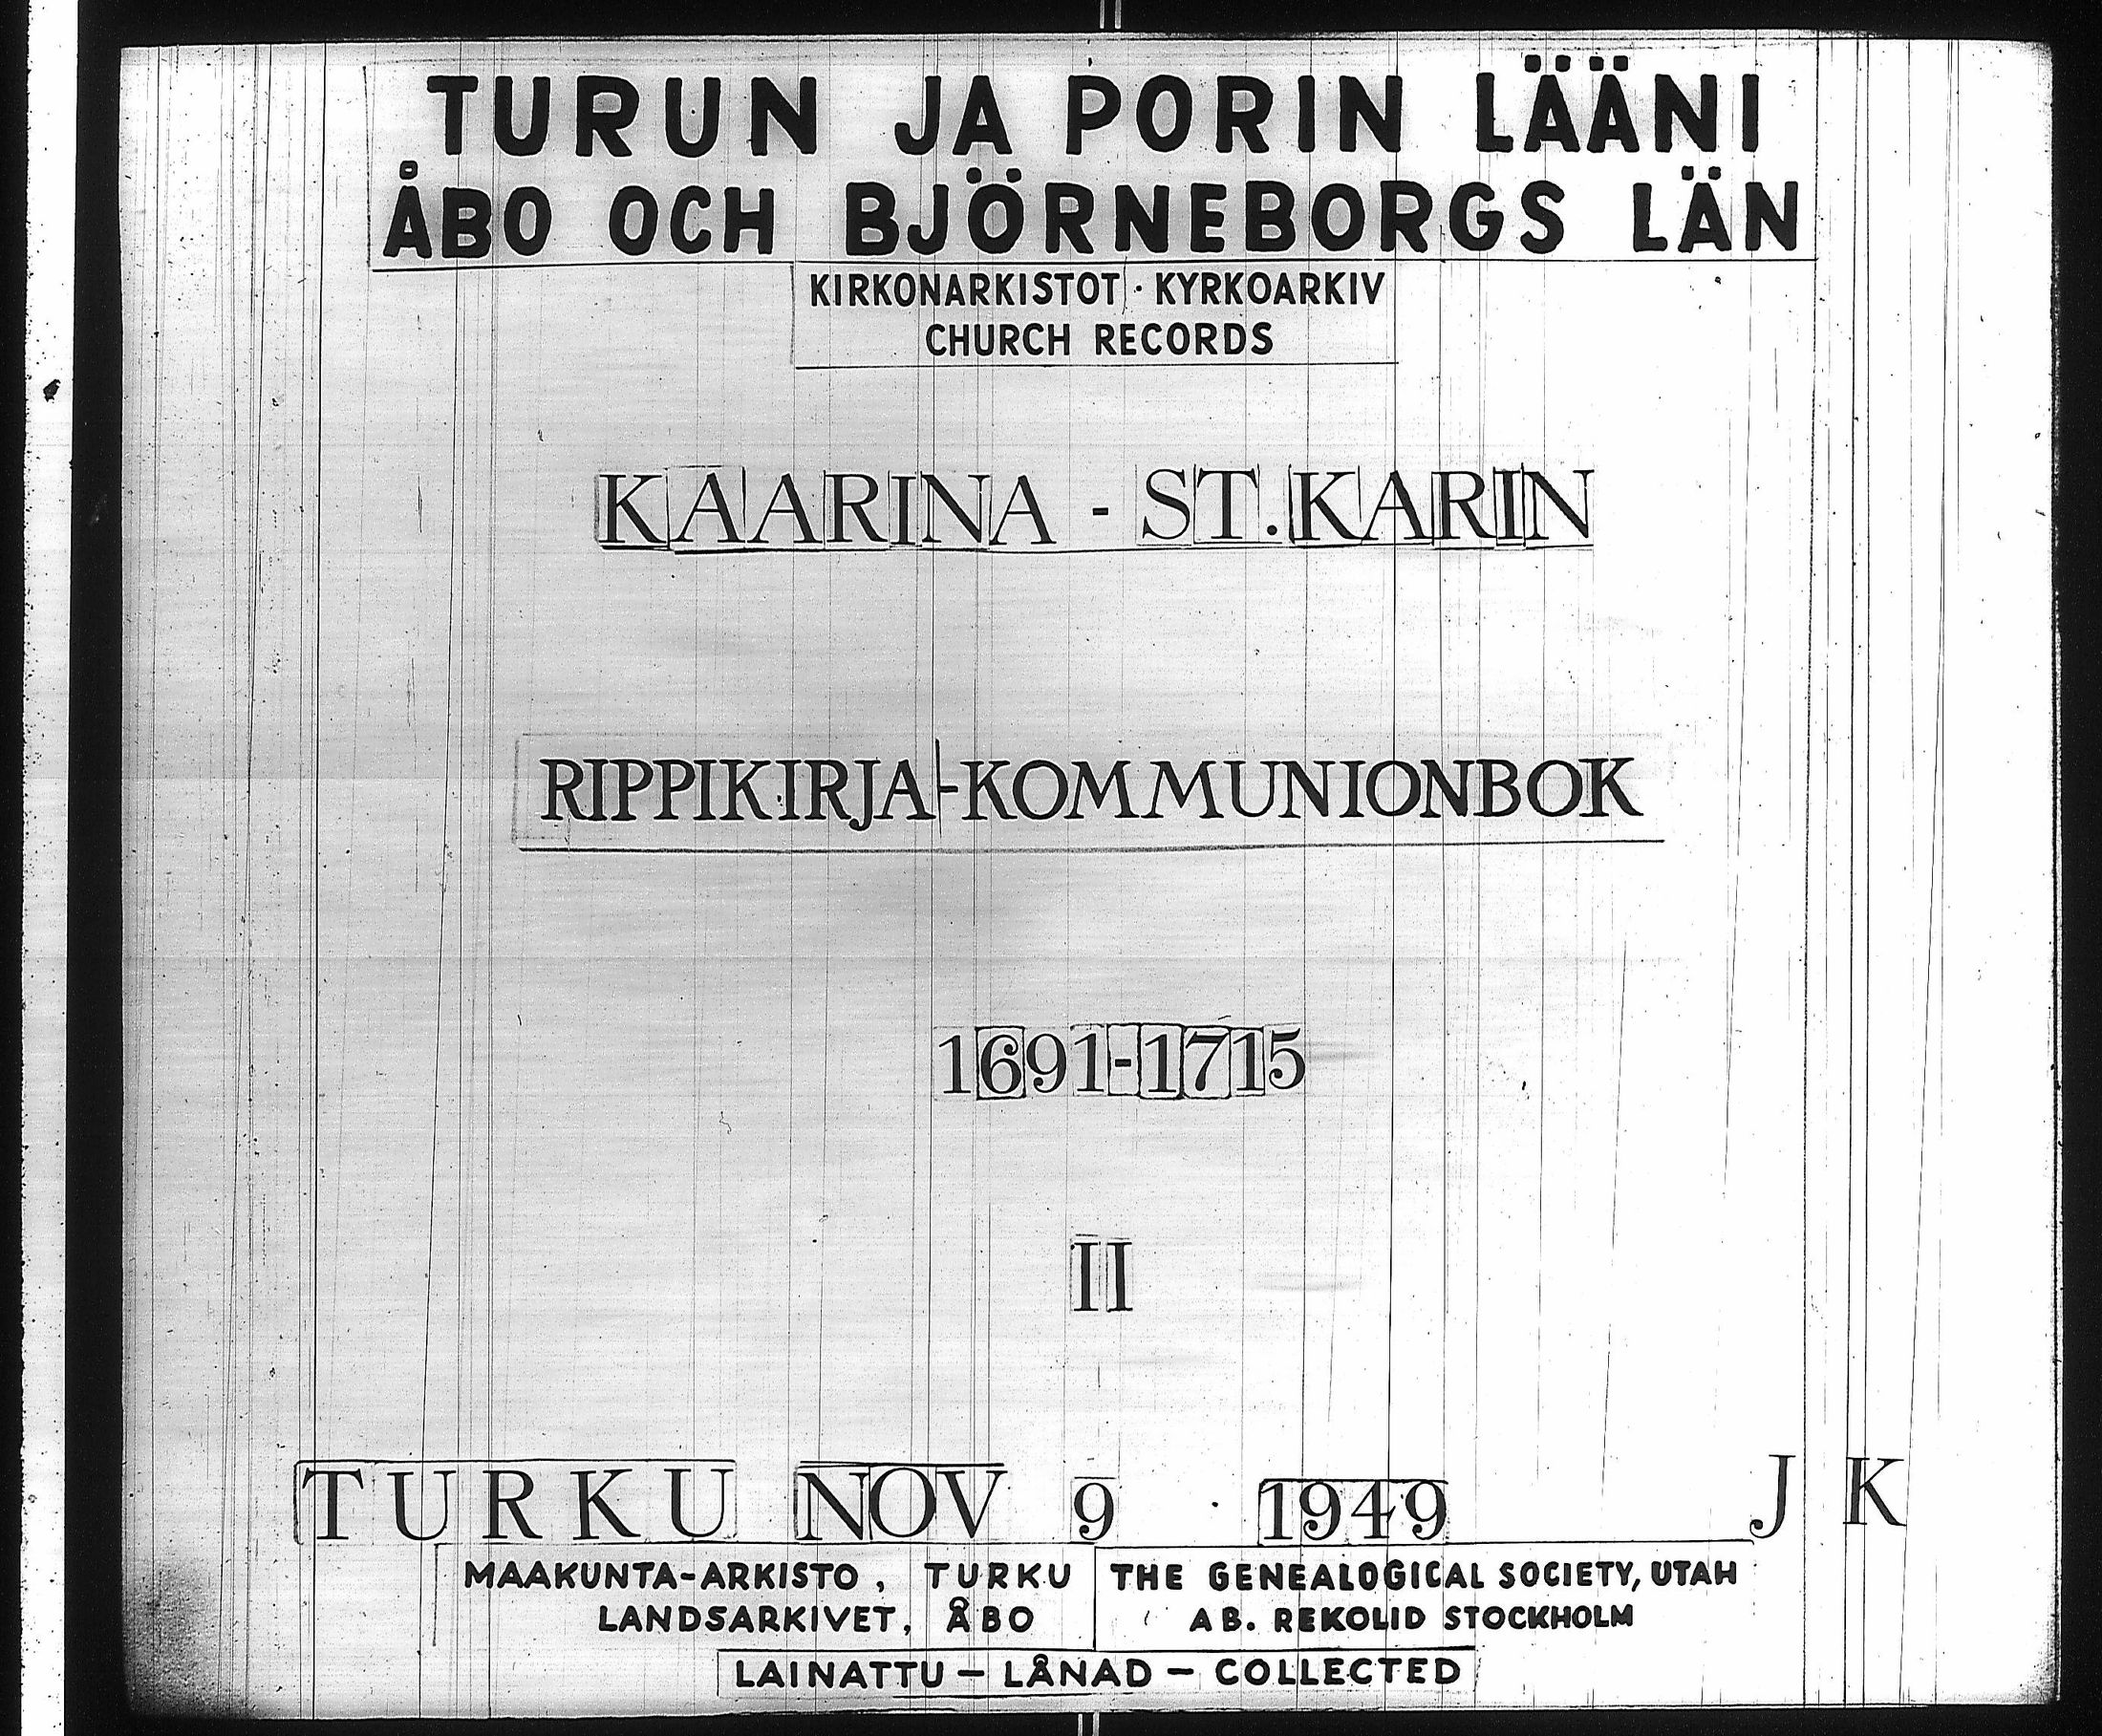 TURUN JA PORIN LÄÄNI
ÅBO OCH BJÖRNEBORGS LÄN
KIRKONARKISTOT · KYRKOARKIV
CHURCH RECORDS
KAARINA - ST. KARIN
RIPPIKIRJA-KOMMUNIONBOK
1691-1715
II
TURKU NOV 9 · 1949 J K
MAAKUNTA-ARKISTO, TURKU
LANDSARKIVET, ÅBO
THE GENEALOGICAL SOCIETY, UTAH
AB. REKOLID STOCKHOLM
LAINATTU — LÅNAD — COLLECTED